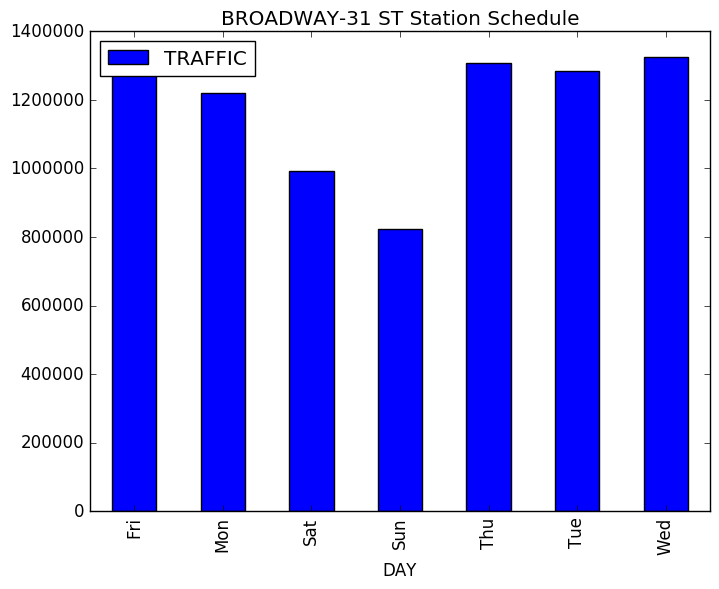 BROADWAY-31 ST Station Schedule
TRAFFIC
1400000
1200000
1000000
800000
600000
400000
200000
0
Fri
Mon
Sat
Sun
Thu
Tue
Wed
DAY